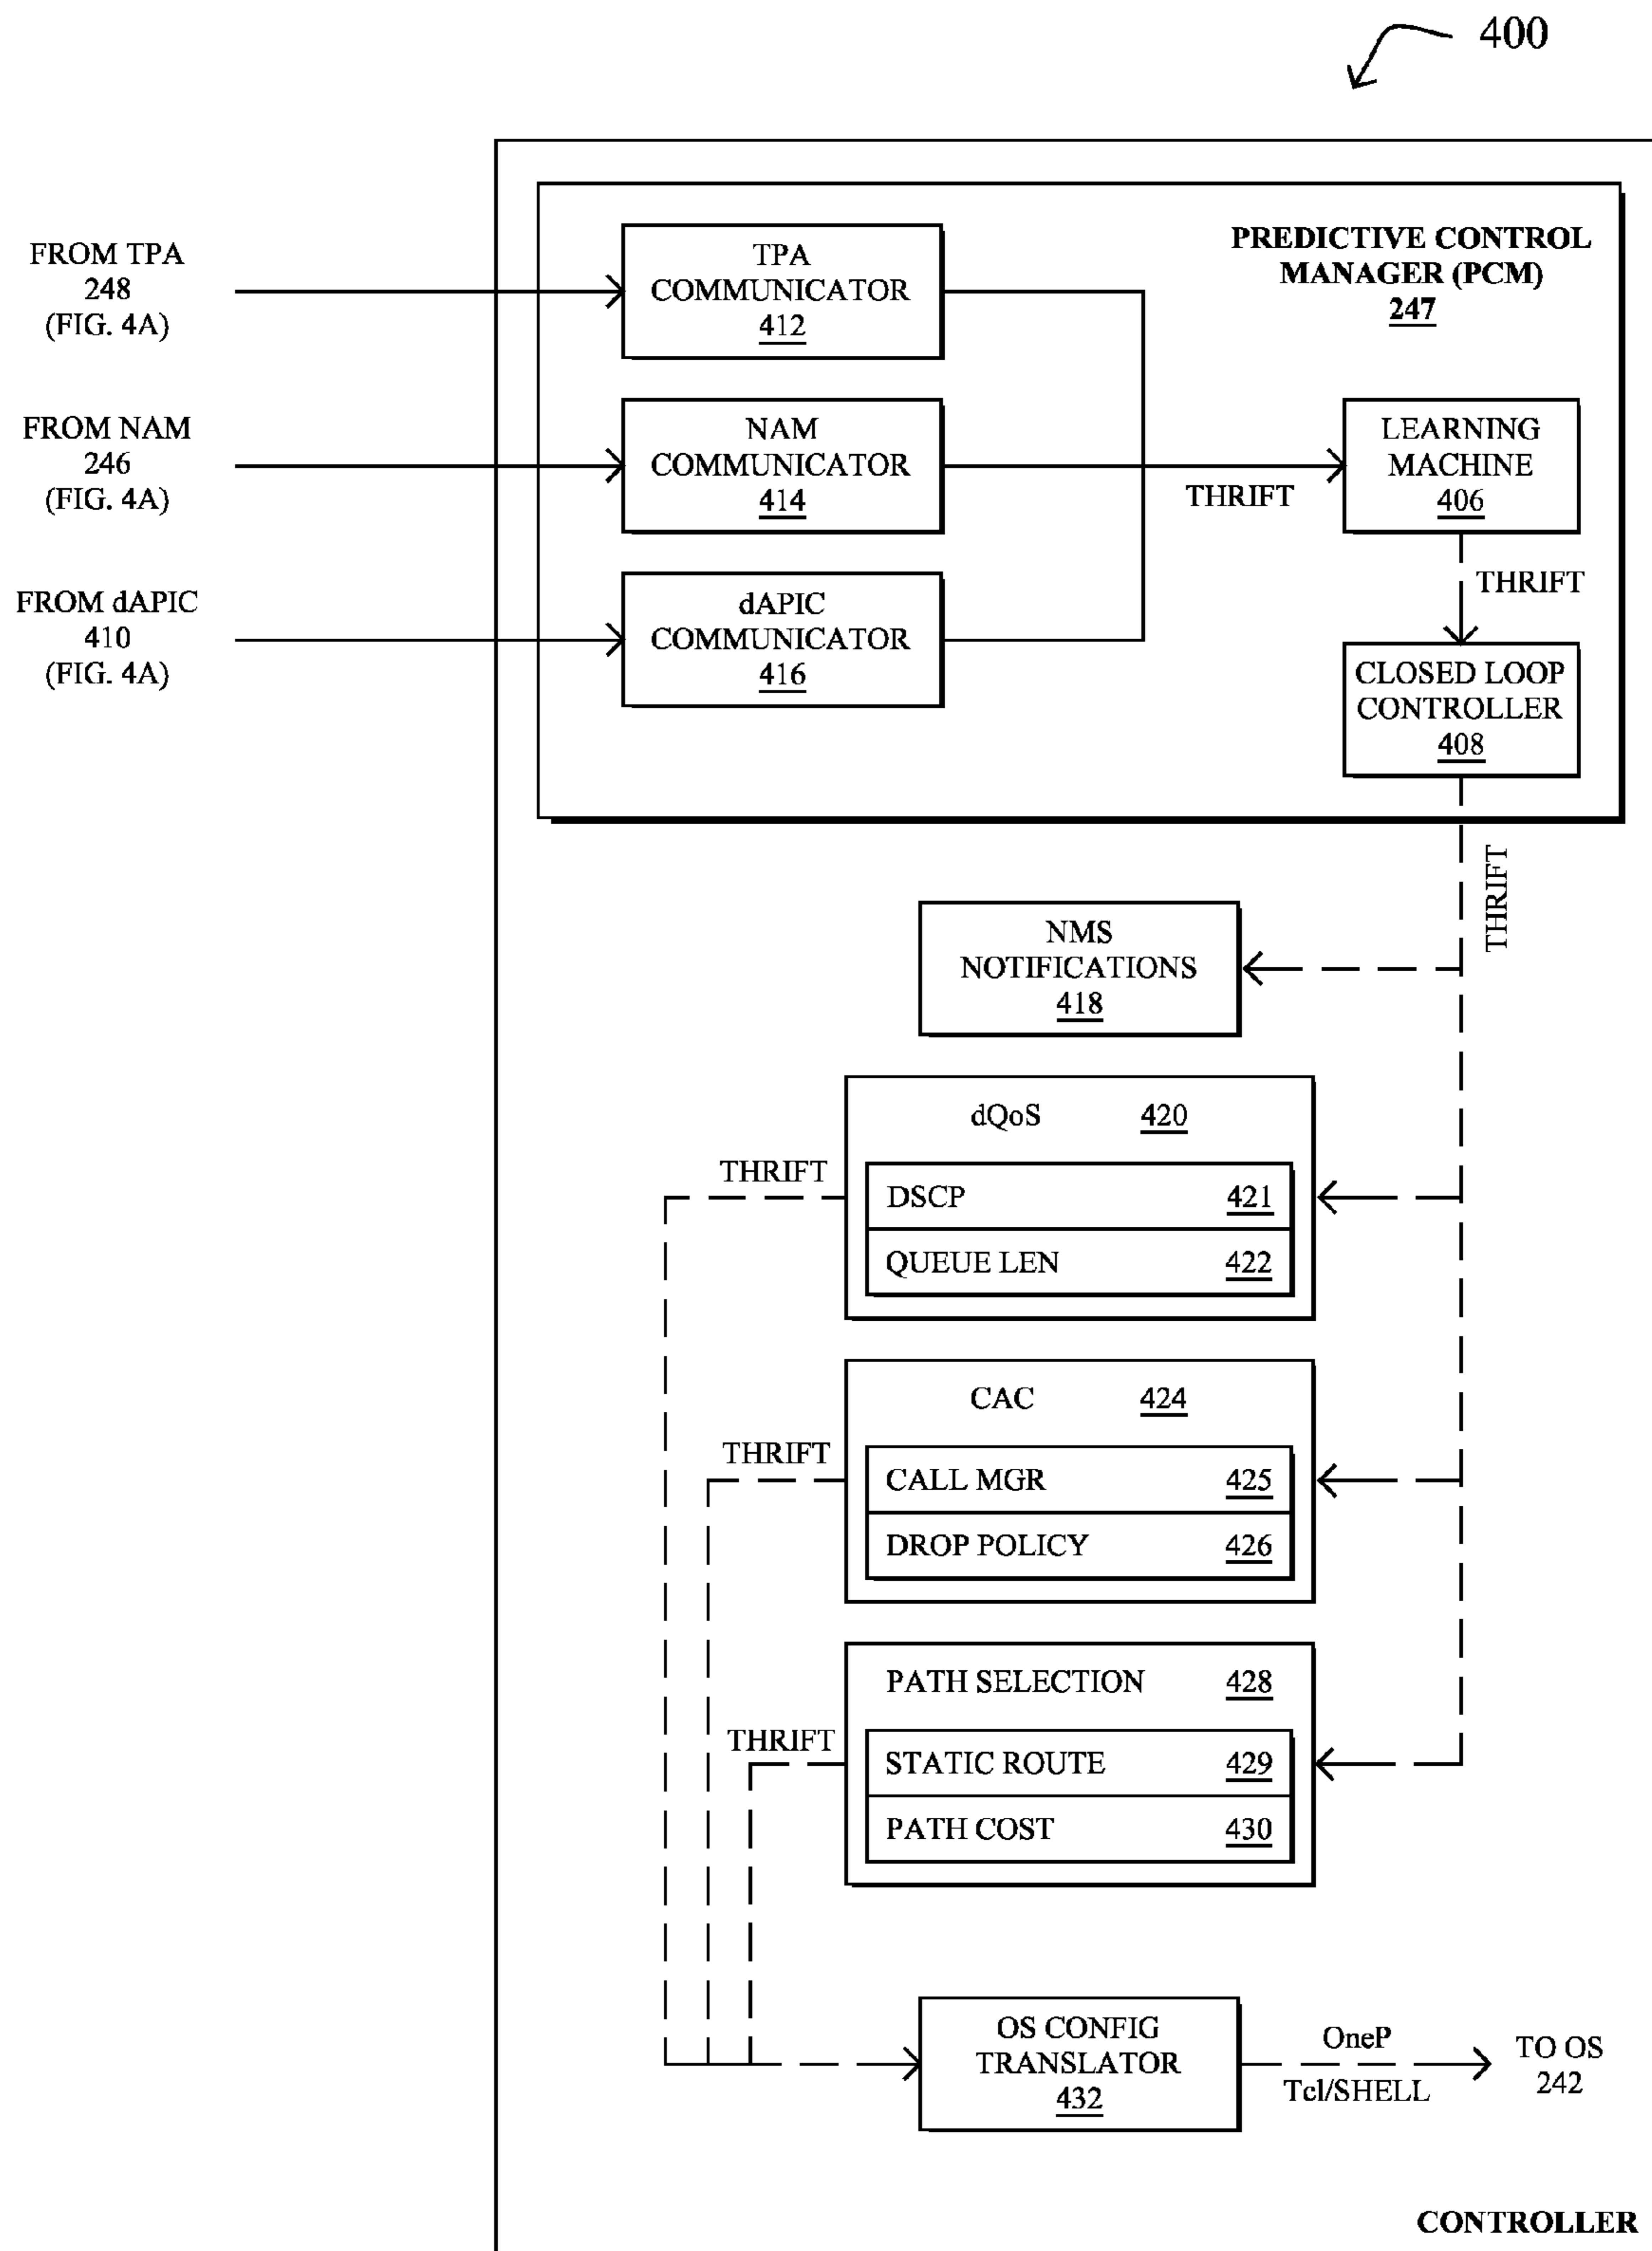 400
FROM TPA
248
(FIG. 4A)
TPA
COMMUNICATOR
412
PREDICTIVE CONTROL
MANAGER (PCM)
247
FROM NAM
246
(FIG. 4A)
NAM
COMMUNICATOR
414
THRIFT
LEARNING
MACHINE
406
THRIFT
FROM dAPIC
410
(FIG. 4A)
dAPIC
COMMUNICATOR
416
CLOSED LOOP
CONTROLLER
408
THRIFT
NMS
NOTIFICATIONS
418
dQoS 420
THRIFT
DSCP 421
QUEUE LEN 422
CAC 424
THRIFT
CALL MGR 425
DROP POLICY 426
PATH SELECTION 428
THRIFT
STATIC ROUTE 429
PATH COST 430
OS CONFIG
TRANSLATOR
432
OneP
Tcl/SHELL
TO OS
242
CONTROLLER